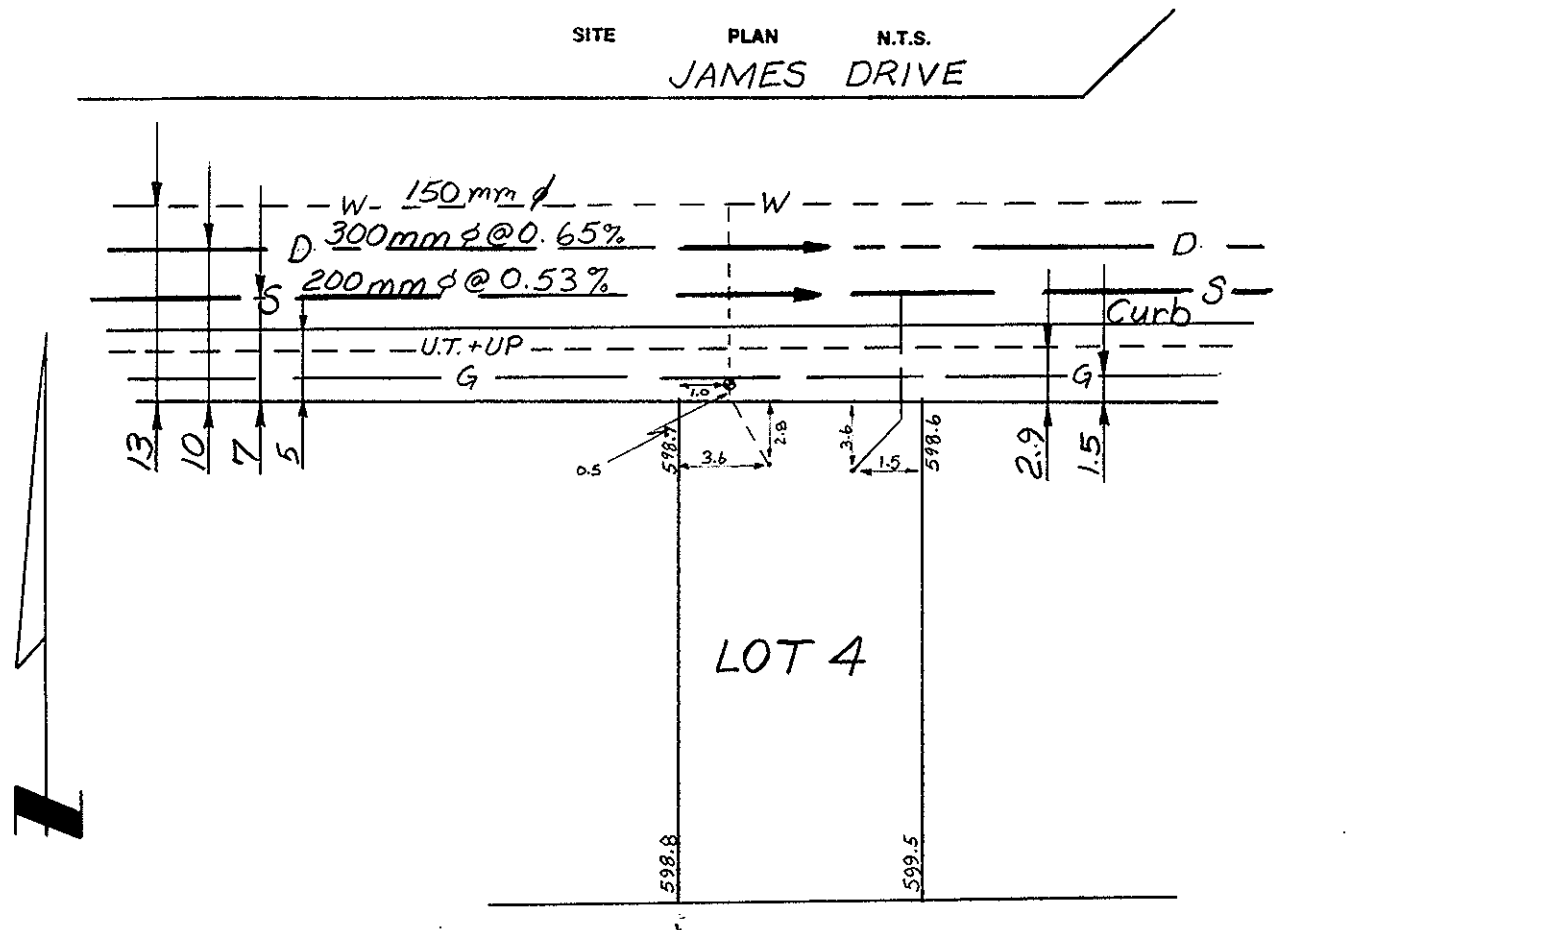 SITE PLAN N.T.S.
JAMES DRIVE
W 150mm ϕ W
D 300mm ϕ @ 0.65% D
S 200mm ϕ @ 0.53% S
Curb
U.T. + UP
G G
1.0
13 10 7 5
0.5
598.7
3.6
2.8
3.6
1.5
598.6
2.9 1.5
LOT 4
598.8 599.5